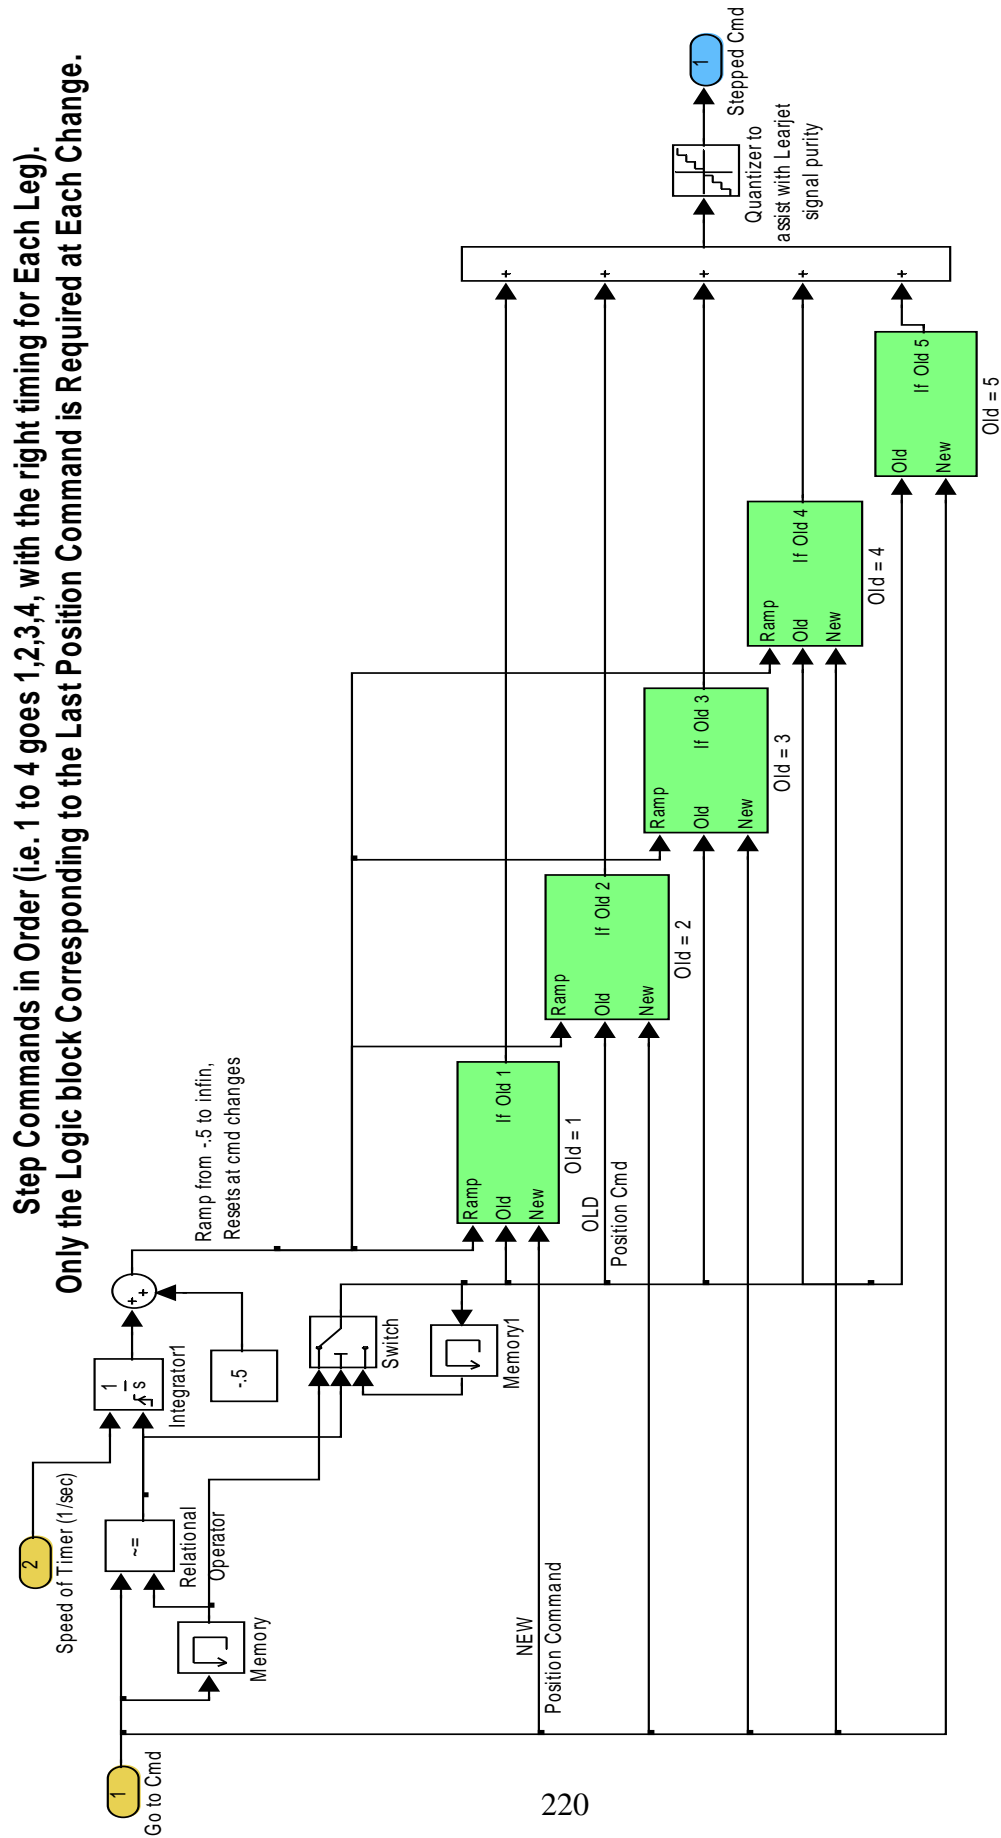 Step Commands in Order (i.e. 1 to 4 goes 1,2,3,4, with the right timing for Each Leg).
Only the Logic block Corresponding to the Last Position Command is Required at Each Change.
1
Go to Cmd
2
Speed of Timer (1/sec)
Memory
~=
Relational
Operator
1
s
Integrator1
-.5
+
+
Ramp from -.5 to infin,
Resets at cmd changes
Switch
Memory1
NEW
Position Command
OLD
Position Cmd
Ramp
Old
New
If Old 1
Old = 1
Ramp
Old
New
If Old 2
Old = 2
Ramp
Old
New
If Old 3
Old = 3
Ramp
Old
New
If Old 4
Old = 4
Old
New
If Old 5
Old = 5
+
+
+
+
+
Quantizer to
assist with Learjet
signal purity
1
Stepped Cmd
220